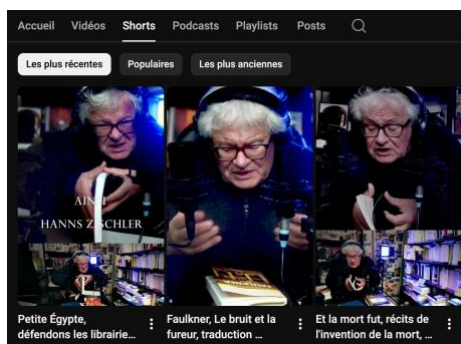 Accueil Vidéos Shorts Podcasts Playlists Posts
Les plus récentes Populaires Les plus anciennes
AINSI
HANNS ZISCHLER
FAULKNER
Petite Égypte,
défendons les librairie...
Faulkner, Le bruit et la
fureur, traduction ...
Et la mort fut, récits de
l'invention de la mort, ...